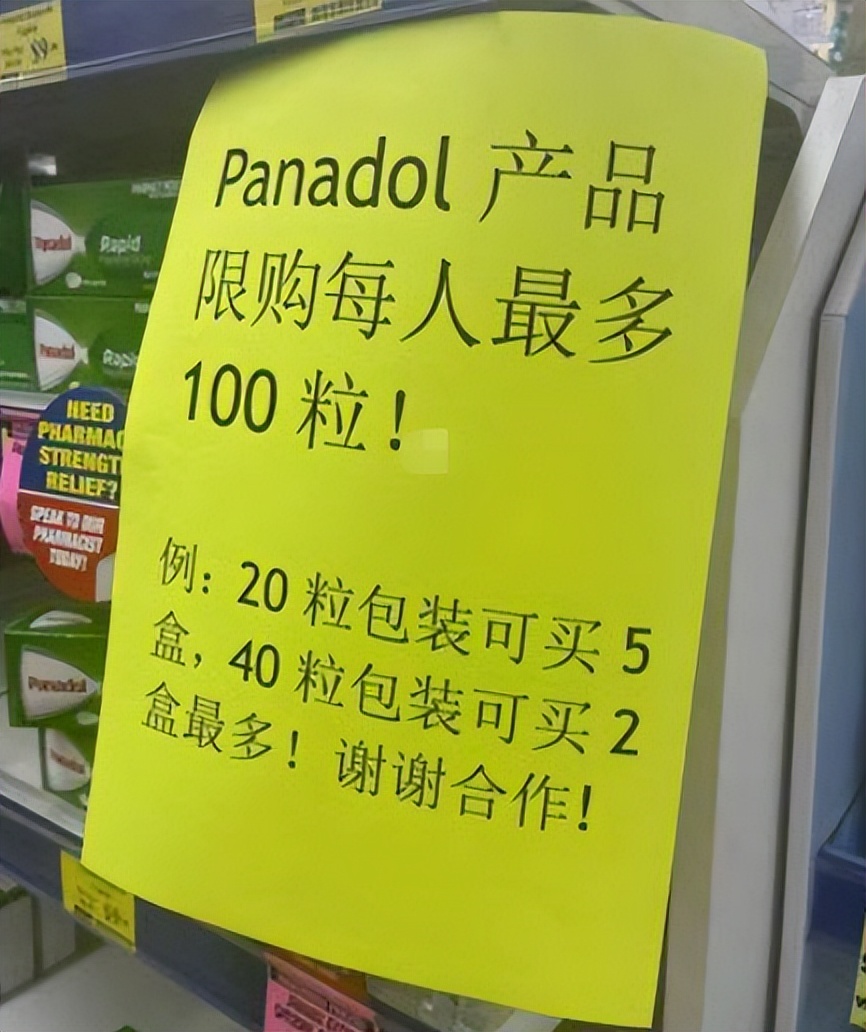 Panadol 产品
限购每人最多
100 粒！
例：20 粒包装可买 5
盒，40 粒包装可买 2
盒最多！谢谢合作！
Panadol
Rapid
Panadol
Rapid
NEED
PHARMAC
STRENGT
RELIEF?
SPEAK TO OUR
PHARMACIST
TODAY!
Panadol